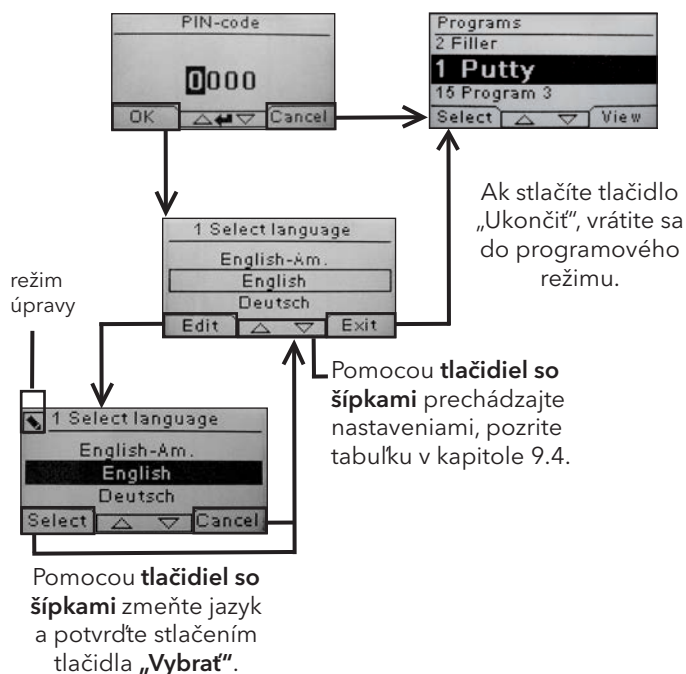 PIN-code
0000
OK
Cancel
Programs
2 Filler
1 Putty
15 Program 3
Select
View
Ak stlačíte tlačidlo
„Ukončiť“, vrátite sa
do programového
režimu.
1 Select language
English-Am.
English
Deutsch
Edit
Exit
režim
úpravy
Pomocou tlačidiel so
šípkami prechádzajte
nastaveniami, pozrite
tabuľku v kapitole 9.4.
1 Select language
English-Am.
English
Deutsch
Select
Cancel
Pomocou tlačidiel so
šípkami zmeňte jazyk
a potvrďte stlačením
tlačidla „Vybrať“.